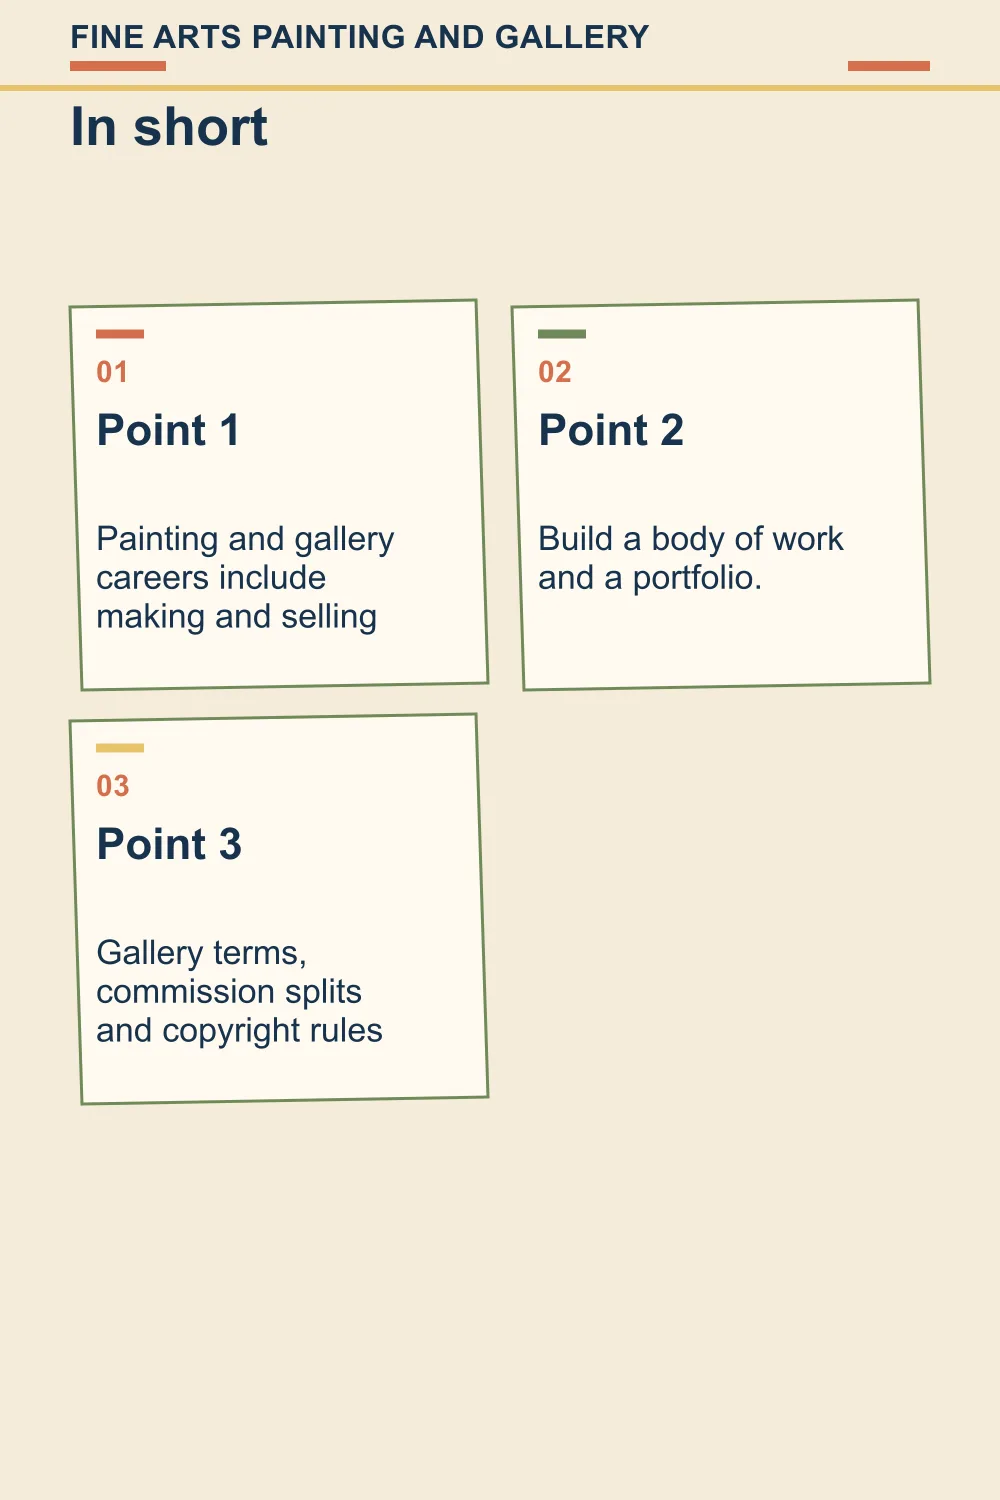 FINE ARTS PAINTING AND GALLERY
In short
01
Point 1
Painting and gallery
careers include
making and selling
02
Point 2
Build a body of work
and a portfolio.
03
Point 3
Gallery terms,
commission splits
and copyright rules